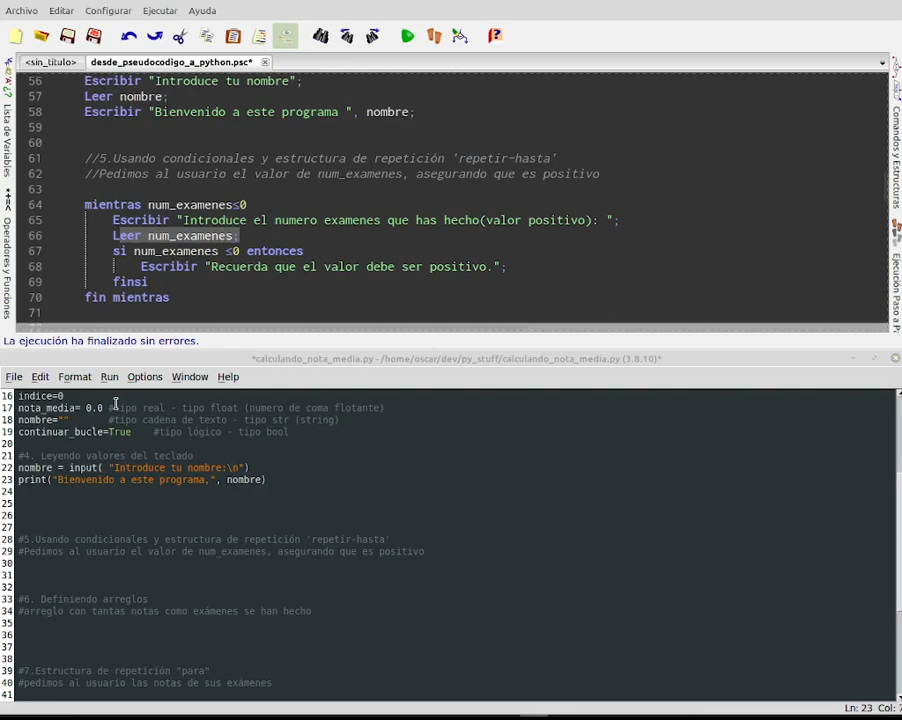 Archivo Editar Configurar Ejecutar Ayuda
<sin_titulo> desde_pseudocodigo_a_python.psc*
56 Escribir "Introduce tu nombre";
57 Leer nombre;
58 Escribir "Bienvenido a este programa ", nombre;
59
60
61 //5.Usando condicionales y estructura de repetición 'repetir-hasta'
62 //Pedimos al usuario el valor de num_examenes, asegurando que es positivo
63
64 mientras num_examenes≤0
65 Escribir "Introduce el numero examenes que has hecho(valor positivo): ";
66 Leer num_examenes;
67 si num_examenes ≤0 entonces
68 Escribir "Recuerda que el valor debe ser positivo.";
69 finsi
70 fin mientras
71
Lista de Variables
Operadores y Funciones
Comandos y Estructuras
Ejecución Paso a P
La ejecución ha finalizado sin errores.
*calculando_nota_media.py - /home/oscar/dev/py_stuff/calculando_nota_media.py (3.8.10)*
File Edit Format Run Options Window Help
16 indice=0
17 nota_media= 0.0 #tipo real - tipo float (numero de coma flotante)
18 nombre="" #tipo cadena de texto - tipo str (string)
19 continuar_bucle=True #tipo lógico - tipo bool
20
21 #4. Leyendo valores del teclado
22 nombre = input( "Introduce tu nombre:\n")
23 print("Bienvenido a este programa,", nombre)
24
25
26
27
28 #5.Usando condicionales y estructura de repetición 'repetir-hasta'
29 #Pedimos al usuario el valor de num_examenes, asegurando que es positivo
30
31
32
33 #6. Definiendo arreglos
34 #arreglo con tantas notas como exámenes se han hecho
35
36
37
38
39 #7.Estructura de repetición "para"
40 #pedimos al usuario las notas de sus exámenes
41
Ln: 23 Col: 7